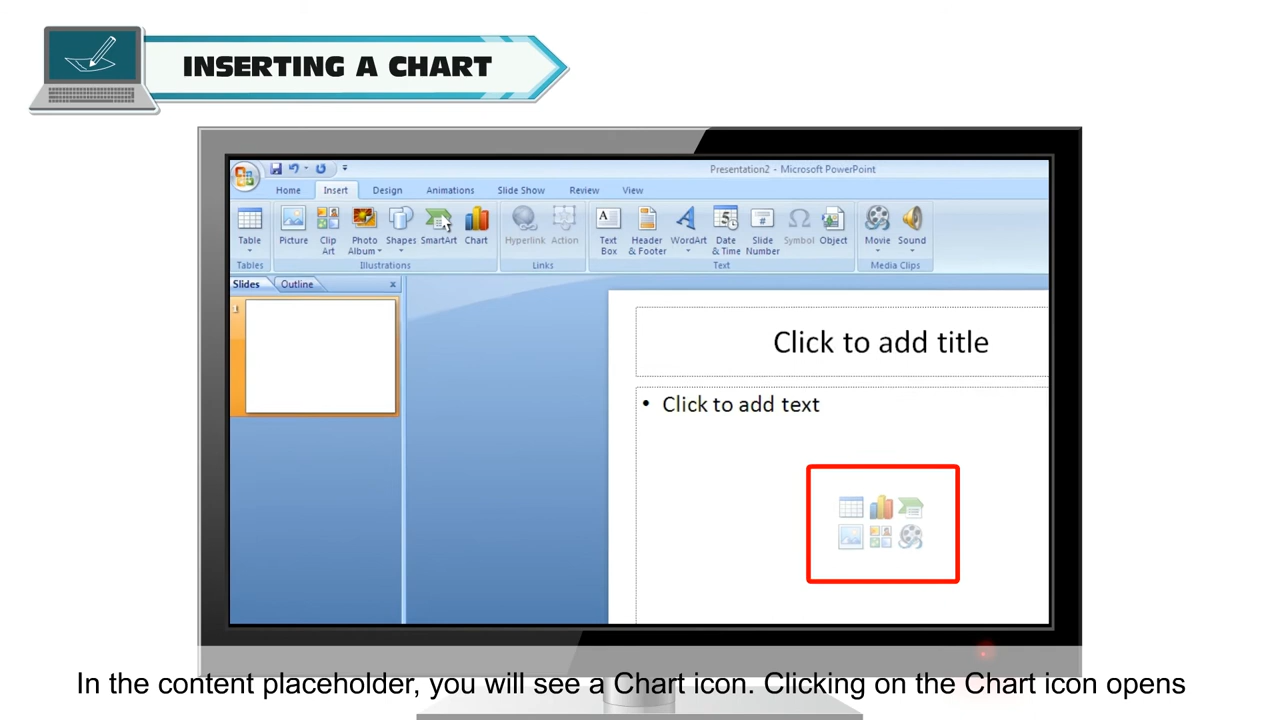 INSERTING A CHART
Presentation2 - Microsoft PowerPoint
Home Insert Design Animations Slide Show Review View
Table Picture Clip Art Photo Album Shapes SmartArt Chart Hyperlink Action Text Box Header & Footer WordArt Date & Time Slide Number Symbol Object Movie Sound
Tables Illustrations Links Text Media Clips
Slides Outline x
1
Click to add title
• Click to add text
In the content placeholder, you will see a Chart icon. Clicking on the Chart icon opens